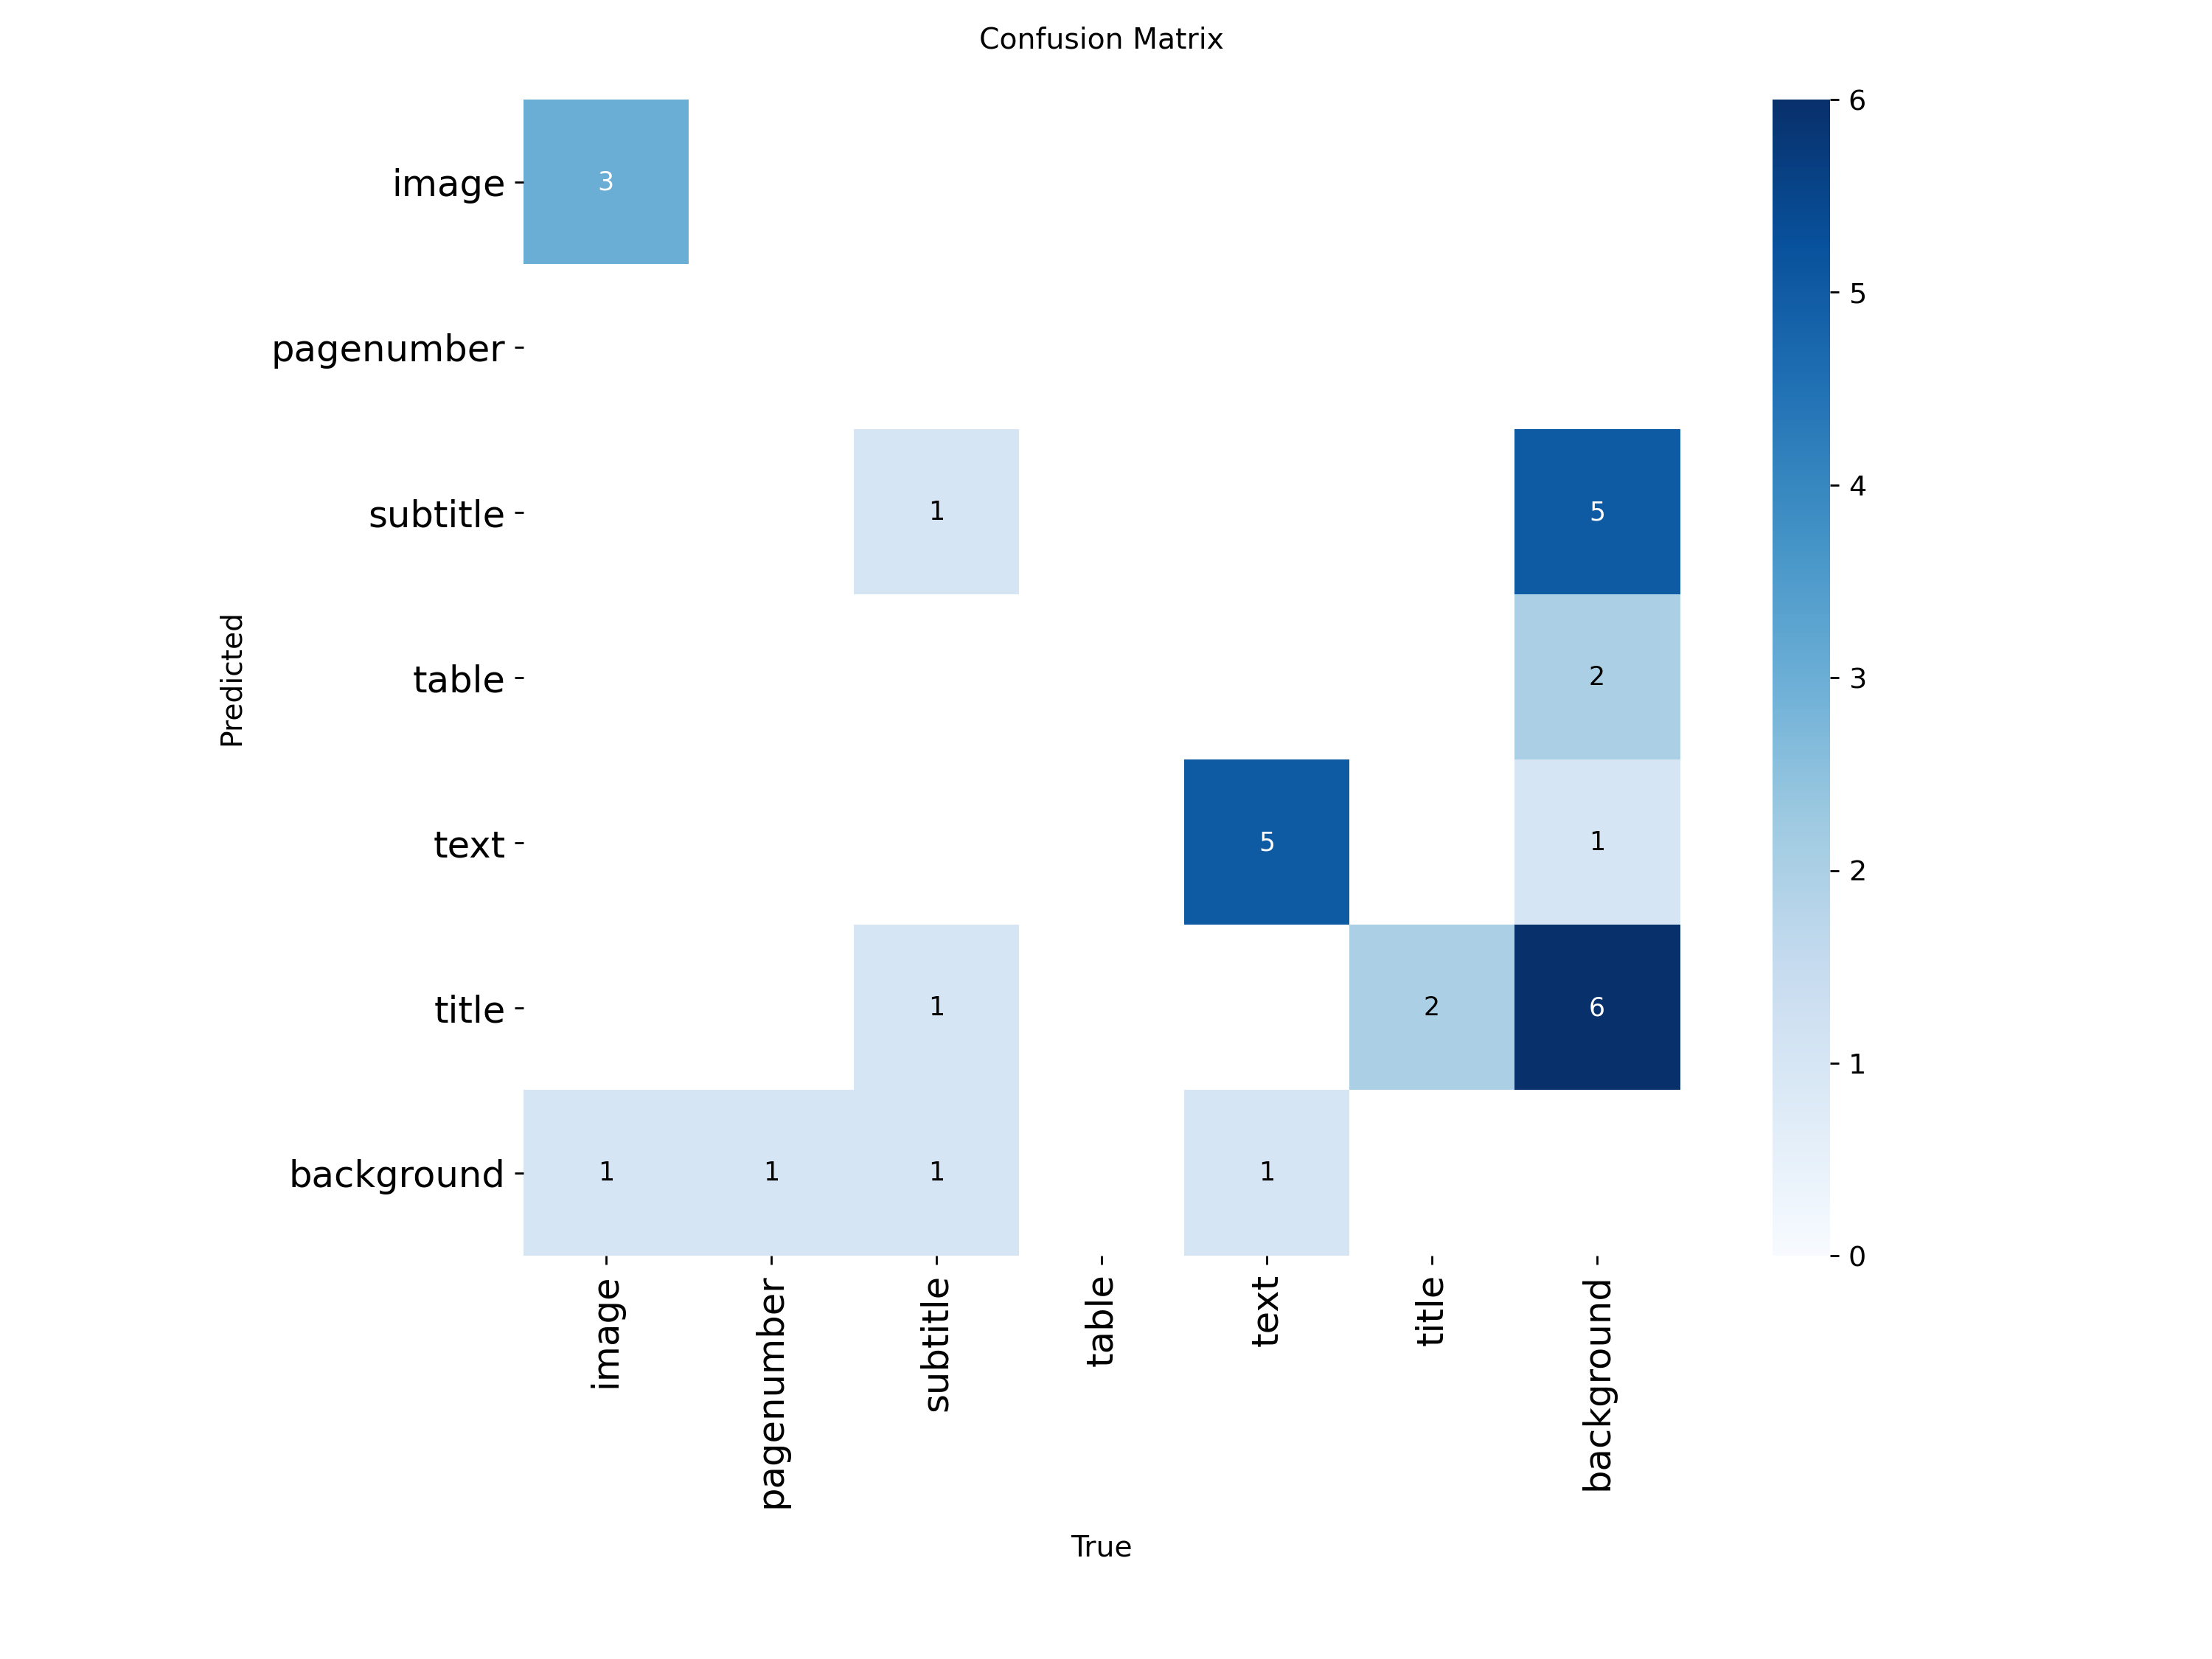 Confusion Matrix
image
3
pagenumber
subtitle
1 5
table
2
text
5 1
title
1 2 6
background
1 1 1 1
image pagenumber subtitle table text title background
True
Predicted
6
5
4
3
2
1
0